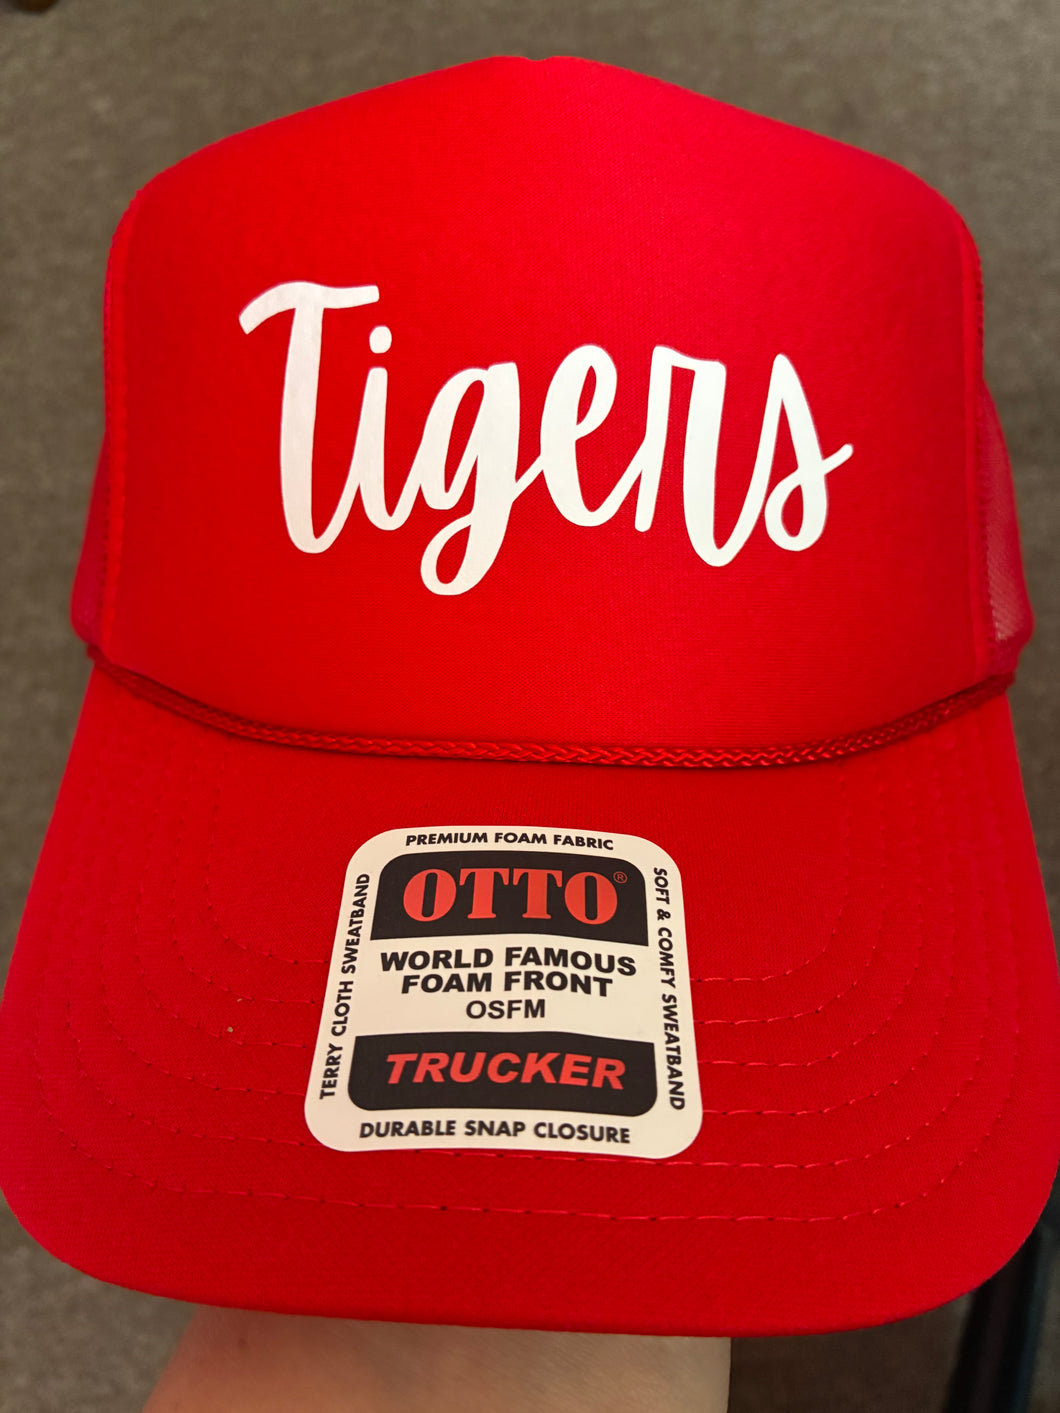 Tigers
PREMIUM FOAM FABRIC
OTTO®
WORLD FAMOUS
FOAM FRONT
OSFM
TRUCKER
DURABLE SNAP CLOSURE
TERRY CLOTH SWEATBAND
SOFT & COMFY SWEATBAND